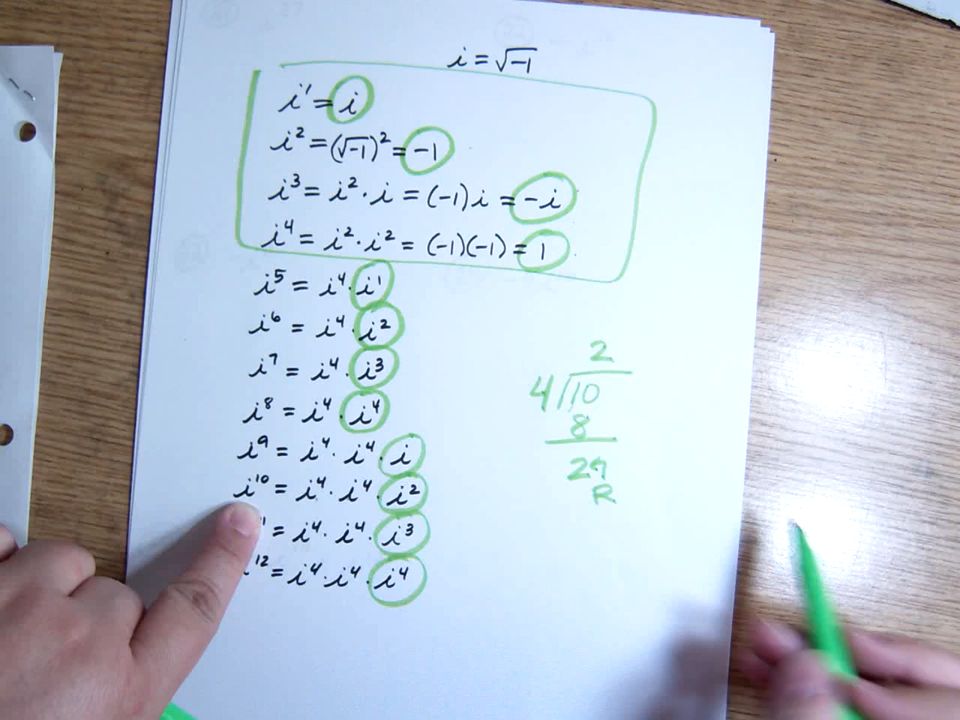 i = √-1
i¹ = i
i² = (√-1)² = -1
i³ = i² · i = (-1)i = -i
i⁴ = i² · i² = (-1)(-1) = 1
i⁵ = i⁴ · i¹
i⁶ = i⁴ · i²
i⁷ = i⁴ · i³
i⁸ = i⁴ · i⁴
i⁹ = i⁴ · i⁴ · i
i¹⁰ = i⁴ · i⁴ · i²
= i⁴ · i⁴ · i³
¹² = i⁴ · i⁴ · i⁴
2
4)10
8
2
R